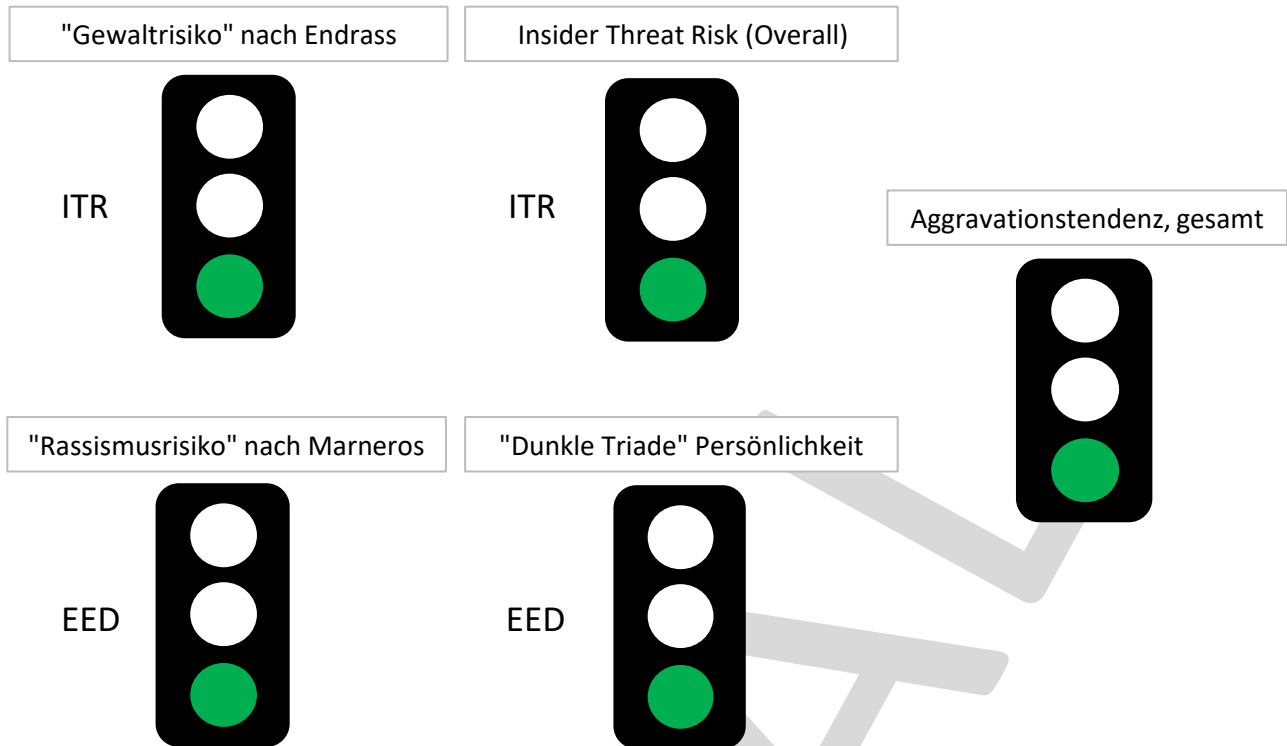 "Gewaltrisiko" nach Endrass
Insider Threat Risk (Overall)
ITR
ITR
Aggravationstendenz, gesamt
"Rassismusrisiko" nach Marneros
"Dunkle Triade" Persönlichkeit
EED
EED